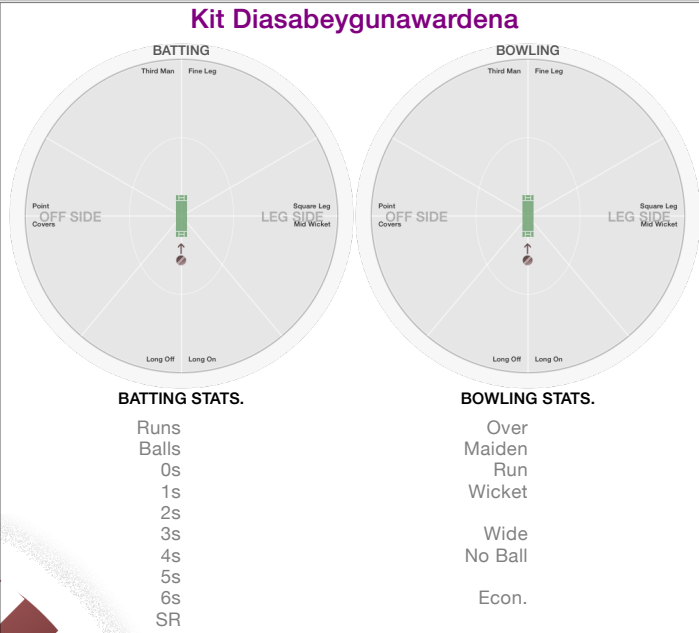 Kit Diasabeygunawardena
BATTING
Third Man Fine Leg
Point
OFF SIDE
Covers
Square Leg
LEG SIDE
Mid Wicket
Long Off Long On
BOWLING
Third Man Fine Leg
Point
OFF SIDE
Covers
Square Leg
LEG SIDE
Mid Wicket
Long Off Long On
BATTING STATS.
Runs
Balls
0s
1s
2s
3s
4s
5s
6s
SR
BOWLING STATS.
Over
Maiden
Run
Wicket
Wide
No Ball
Econ.